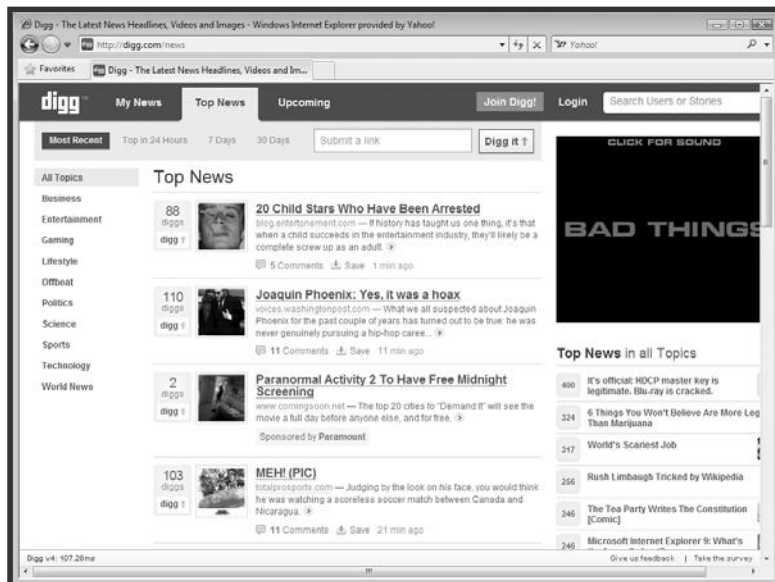 Digg - The Latest News Headlines, Videos and Images - Windows Internet Explorer provided by Yahoo!
http://digg.com/news
Yahoo!
Favorites
Digg - The Latest News Headlines, Videos and Im...
digg
My News
Top News
Upcoming
Join Digg!
Login
Search Users or Stories
Most Recent
Top in 24 Hours
7 Days
30 Days
Submit a link
Digg it ↑
CLICK FOR SOUND
BAD THINGS
All Topics
Business
Entertainment
Gaming
Lifestyle
Offbeat
Politics
Science
Sports
Technology
World News
Top News
88
diggs
digg ↑
20 Child Stars Who Have Been Arrested
blog.entertonement.com — If history has taught us one thing, it's that
when a child succeeds in the entertainment industry, they'll likely be a
complete screw up as an adult.
5 Comments Save 1 min ago
110
diggs
digg ↑
Joaquin Phoenix: Yes, it was a hoax
voices.washingtonpost.com — What we all suspected about Joaquin
Phoenix for the past couple of years has turned out to be true: he was
never genuinely pursuing a hip-hop caree...
11 Comments Save 11 min ago
2
diggs
digg ↑
Paranormal Activity 2 To Have Free Midnight
Screening
www.comingsoon.net — The top 20 cities to "Demand It" will see the
movie a full day before anyone else, and for free.
Sponsored by Paramount
103
diggs
digg ↑
MEH! (PIC)
totalprosports.com — Judging by the look on his face, you would think
he was watching a scoreless soccer match between Canada and
Nicaragua.
11 Comments Save 21 min ago
Top News in all Topics
400 It's official: HDCP master key is
legitimate. Blu-ray is cracked.
324 6 Things You Won't Believe Are More Leg
Than Marijuana
317 World's Scariest Job
256 Rush Limbaugh Tricked by Wikipedia
246 The Tea Party Writes The Constitution
[Comic]
246 Microsoft Internet Explorer 9: What's
Digg v4: 107.20ms
Give us feedback | Take the survey